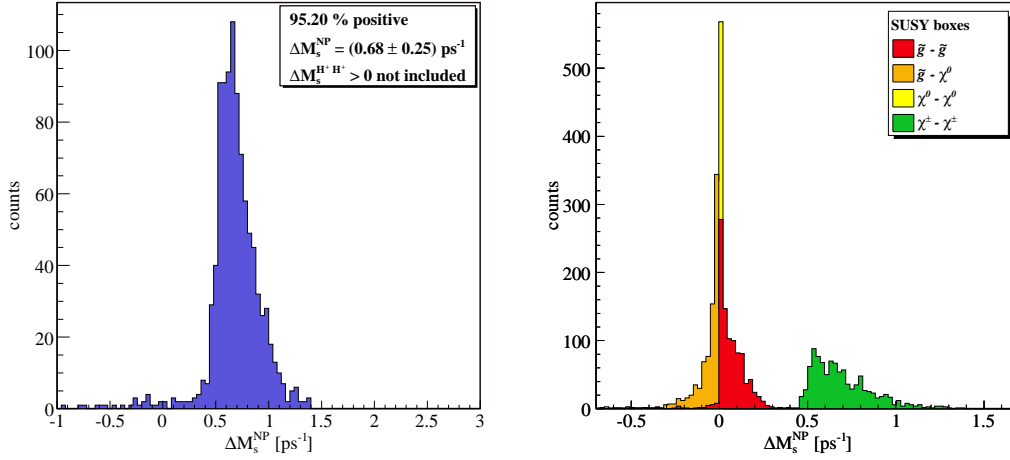 95.20 % positive
ΔM_s^NP = (0.68 ± 0.25) ps⁻¹
ΔM_s^{H⁺ H⁺} > 0 not included
counts
100
80
60
40
20
0
-1 -0.5 0 0.5 1 1.5 2 2.5 3
ΔM_s^NP [ps⁻¹]
SUSY boxes
g̃ - g̃
g̃ - χ⁰
χ⁰ - χ⁰
χ± - χ±
counts
500
400
300
200
100
0
-0.5 0 0.5 1 1.5
ΔM_s^NP [ps⁻¹]